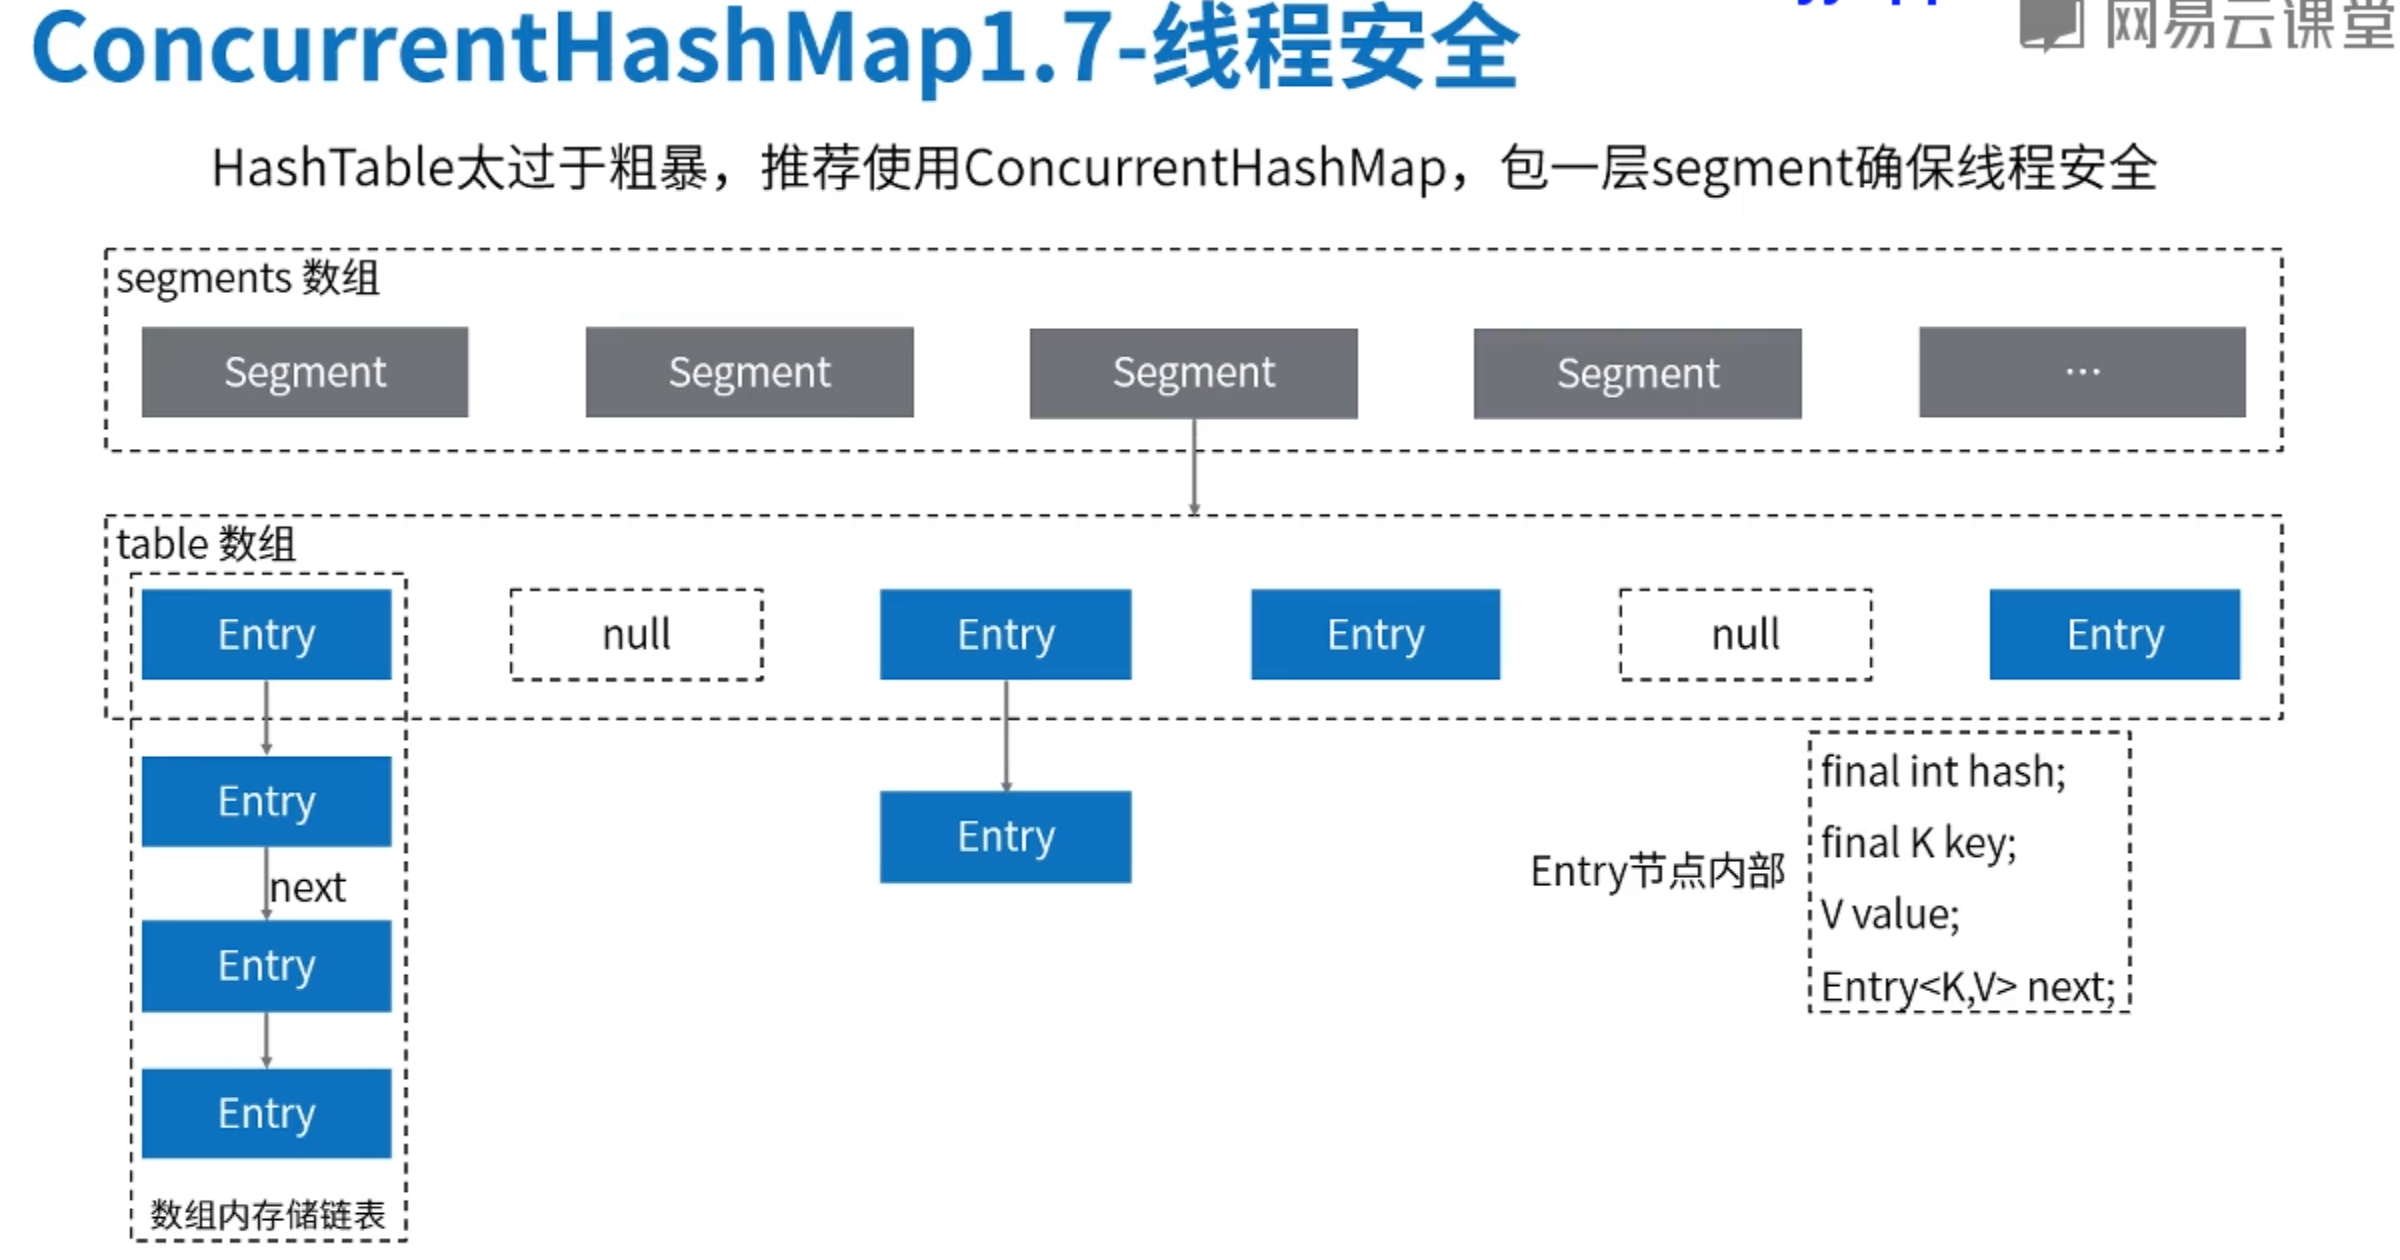 ConcurrentHashMap1.7-线程安全
网易云课堂
HashTable太过于粗暴，推荐使用ConcurrentHashMap，包一层segment确保线程安全
segments 数组
Segment
Segment
Segment
Segment
...
table 数组
Entry
null
Entry
Entry
null
Entry
Entry
next
Entry
Entry
数组内存储链表
Entry
Entry节点内部
final int hash;
final K key;
V value;
Entry<K,V> next;